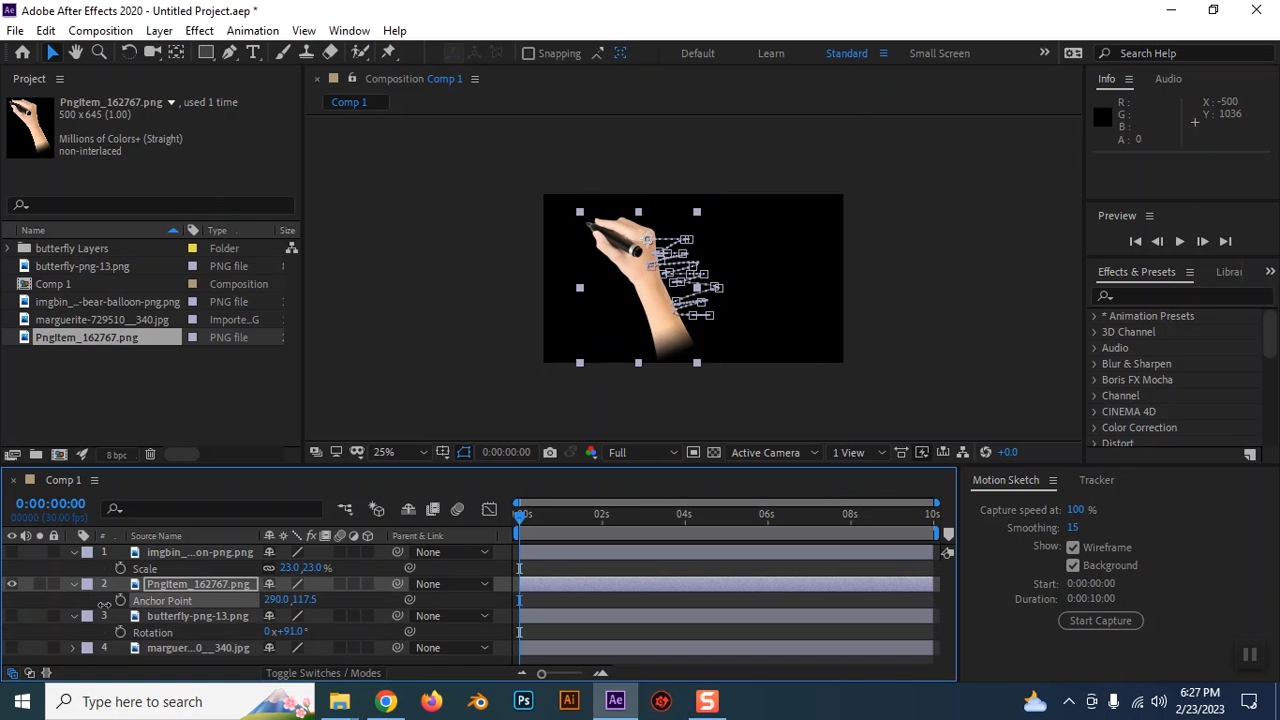 Adobe After Effects 2020 - Untitled Project.aep *
File Edit Composition Layer Effect Animation View Window Help
Snapping Default Learn Standard Small Screen Search Help
Project
PngItem_162767.png , used 1 time
500 x 645 (1.00)
Millions of Colors+ (Straight)
non-interlaced
Name Type Size
butterfly Layers Folder
butterfly-png-13.png PNG file
Comp 1 Composition
imgbin_...-bear-balloon-png.png PNG file
marguerite-729510__340.jpg Importe...G
PngItem_162767.png PNG file
8 bpc
Composition Comp 1
Comp 1
25% 0:00:00:00 Full Active Camera 1 View +0.0
Info Audio
R :
G :
B :
A : 0
X : -500
Y : 1036
Preview
Effects & Presets Librai
* Animation Presets
3D Channel
Audio
Blur & Sharpen
Boris FX Mocha
Channel
CINEMA 4D
Color Correction
Distort
Comp 1
0:00:00:00
00000 (30.00 fps)
# Source Name Parent & Link
02s 04s 06s 08s 10s
1 imgbin_...on-png.png None
Scale 23.0,23.0 %
2 PngItem_162767.png None
Anchor Point 290.0,117.5
3 butterfly-png-13.png None
Rotation 0x+91.0°
4 marguer...0__340.jpg None
Toggle Switches / Modes
Motion Sketch Tracker
Capture speed at: 100 %
Smoothing: 15
Show: Wireframe
Background
Start: 0:00:00:00
Duration: 0:00:10:00
Start Capture
Type here to search
6:27 PM
2/23/2023